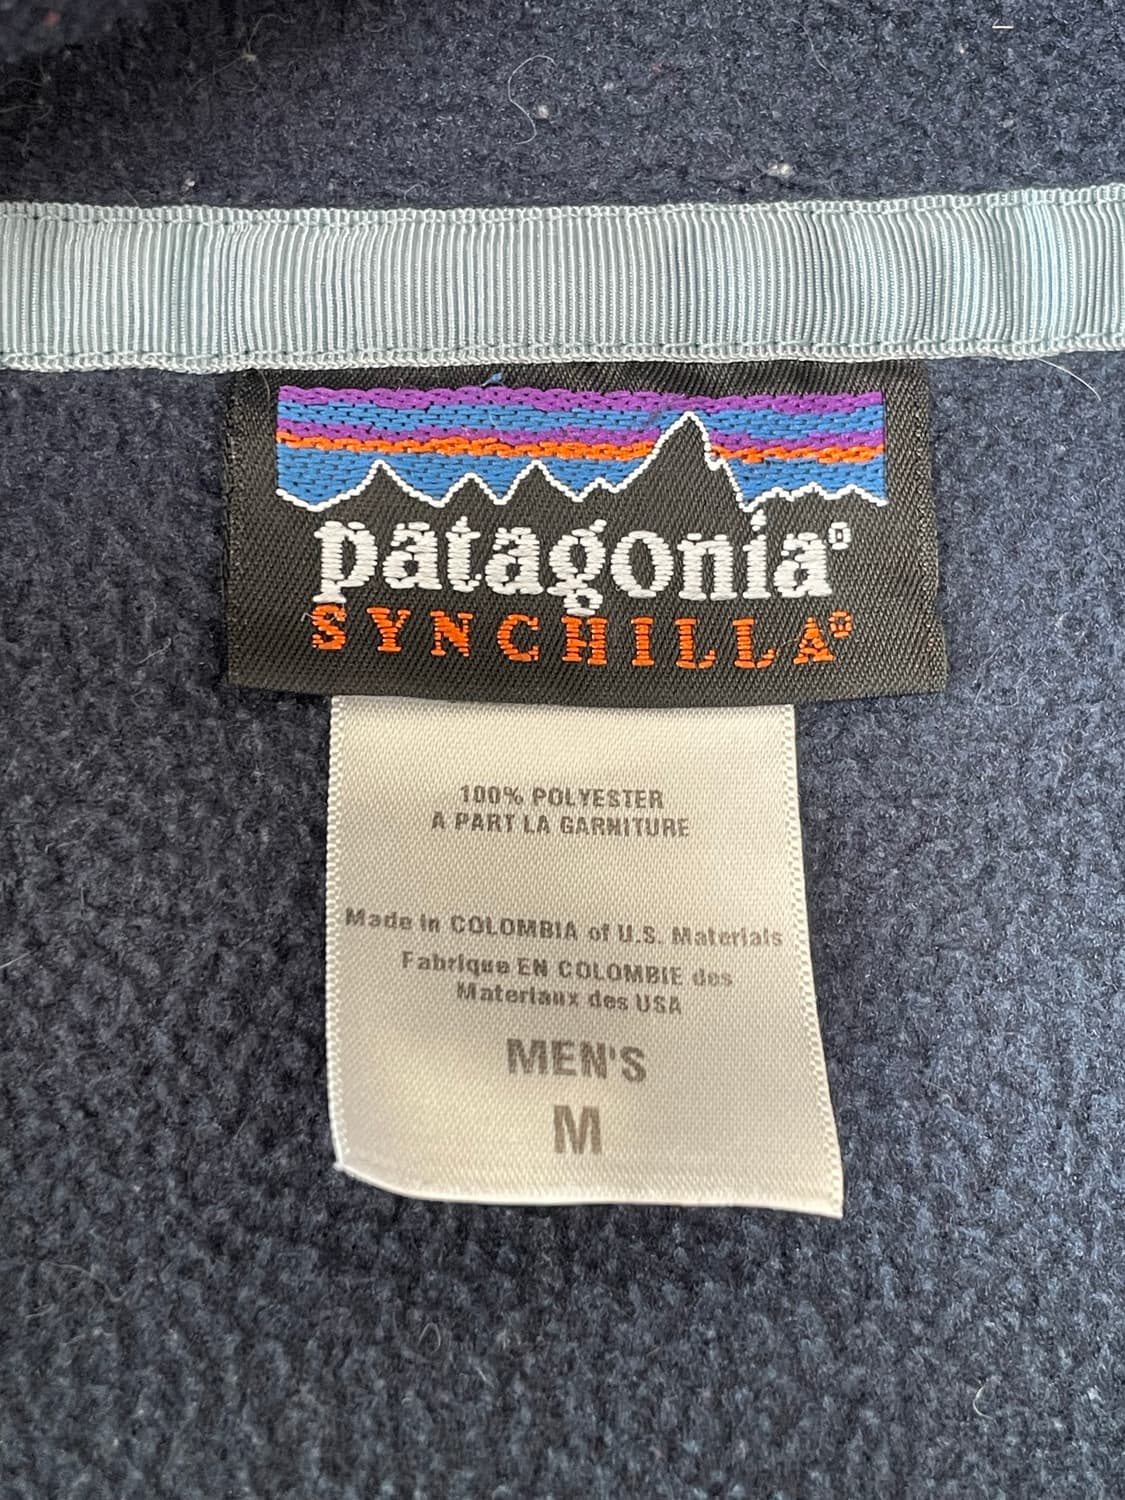 patagonia®
SYNCHILLA®
100% POLYESTER
A PART LA GARNITURE
Made in COLOMBIA of U.S. Materials
Fabrique EN COLOMBIE des
Materiaux des USA
MEN'S
M